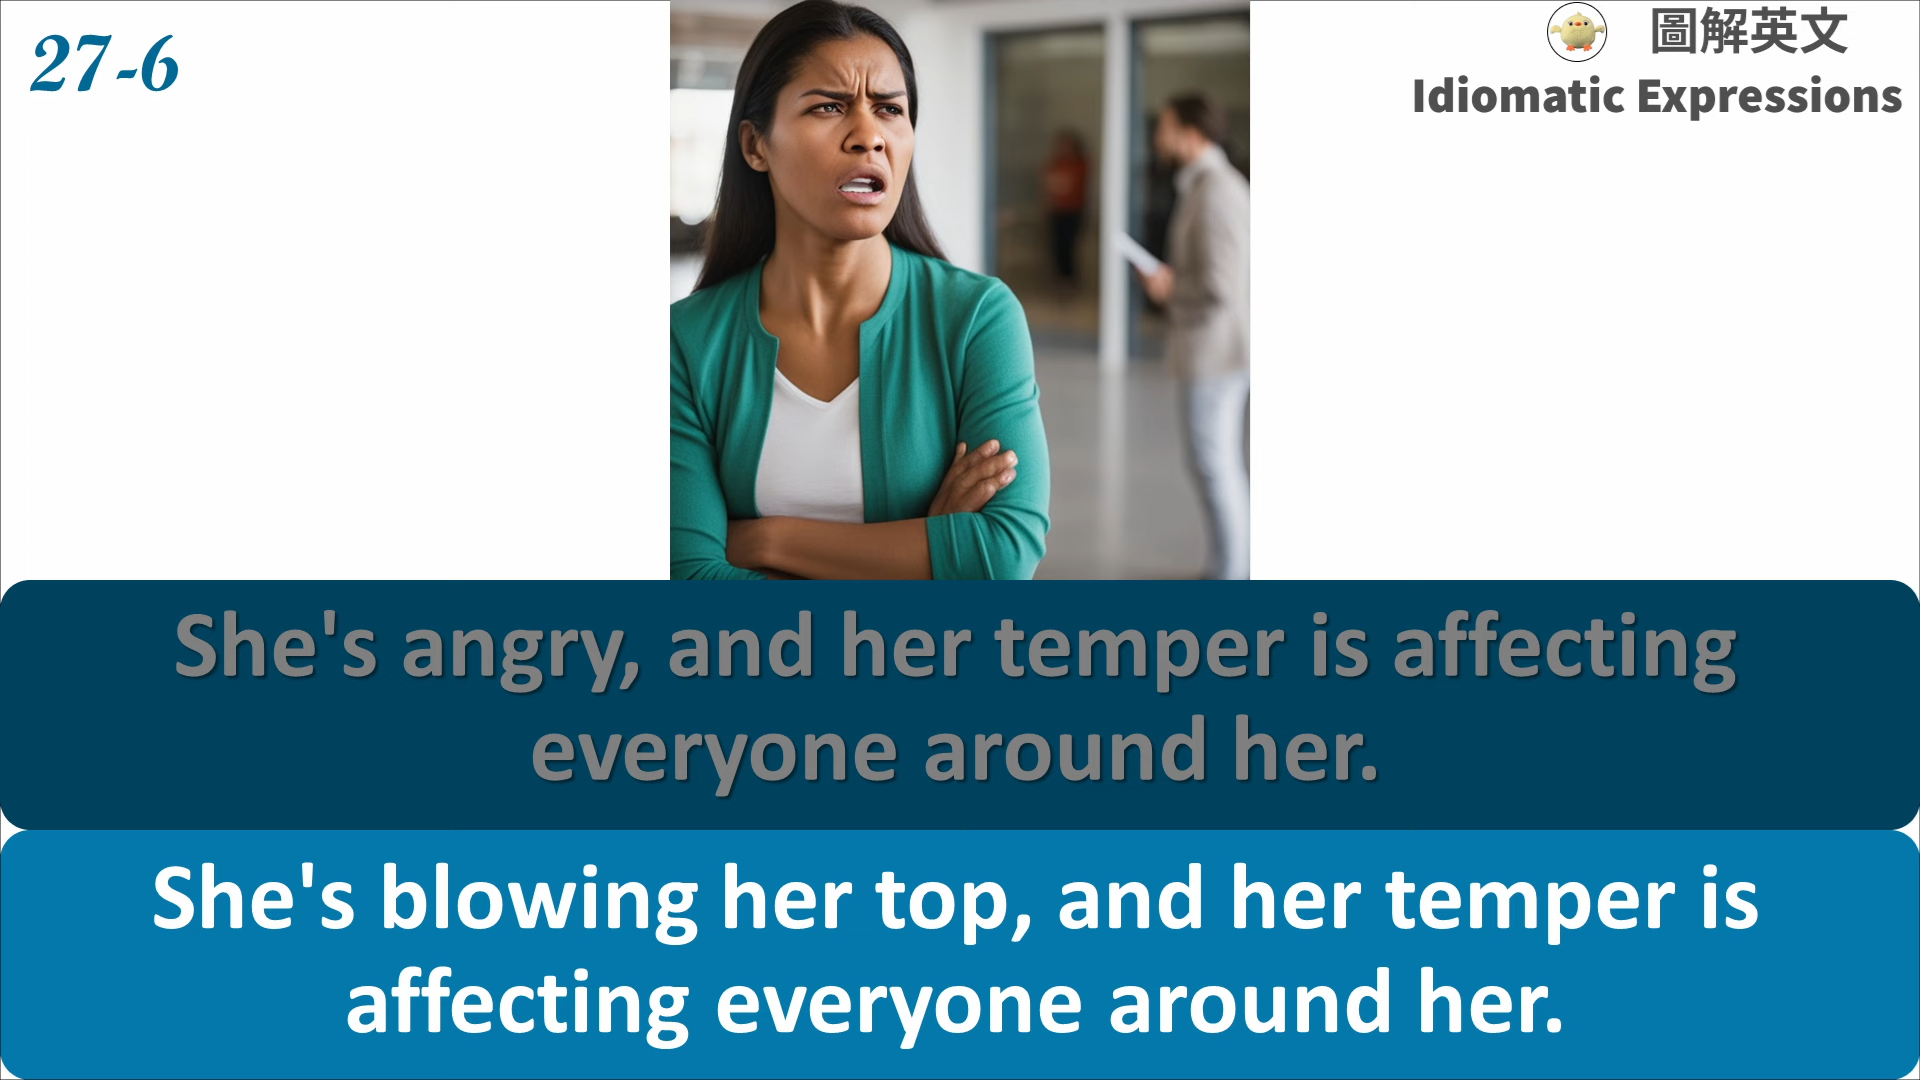 27-6
圖解英文
Idiomatic Expressions
She's angry, and her temper is affecting
everyone around her.
She's blowing her top, and her temper is
affecting everyone around her.